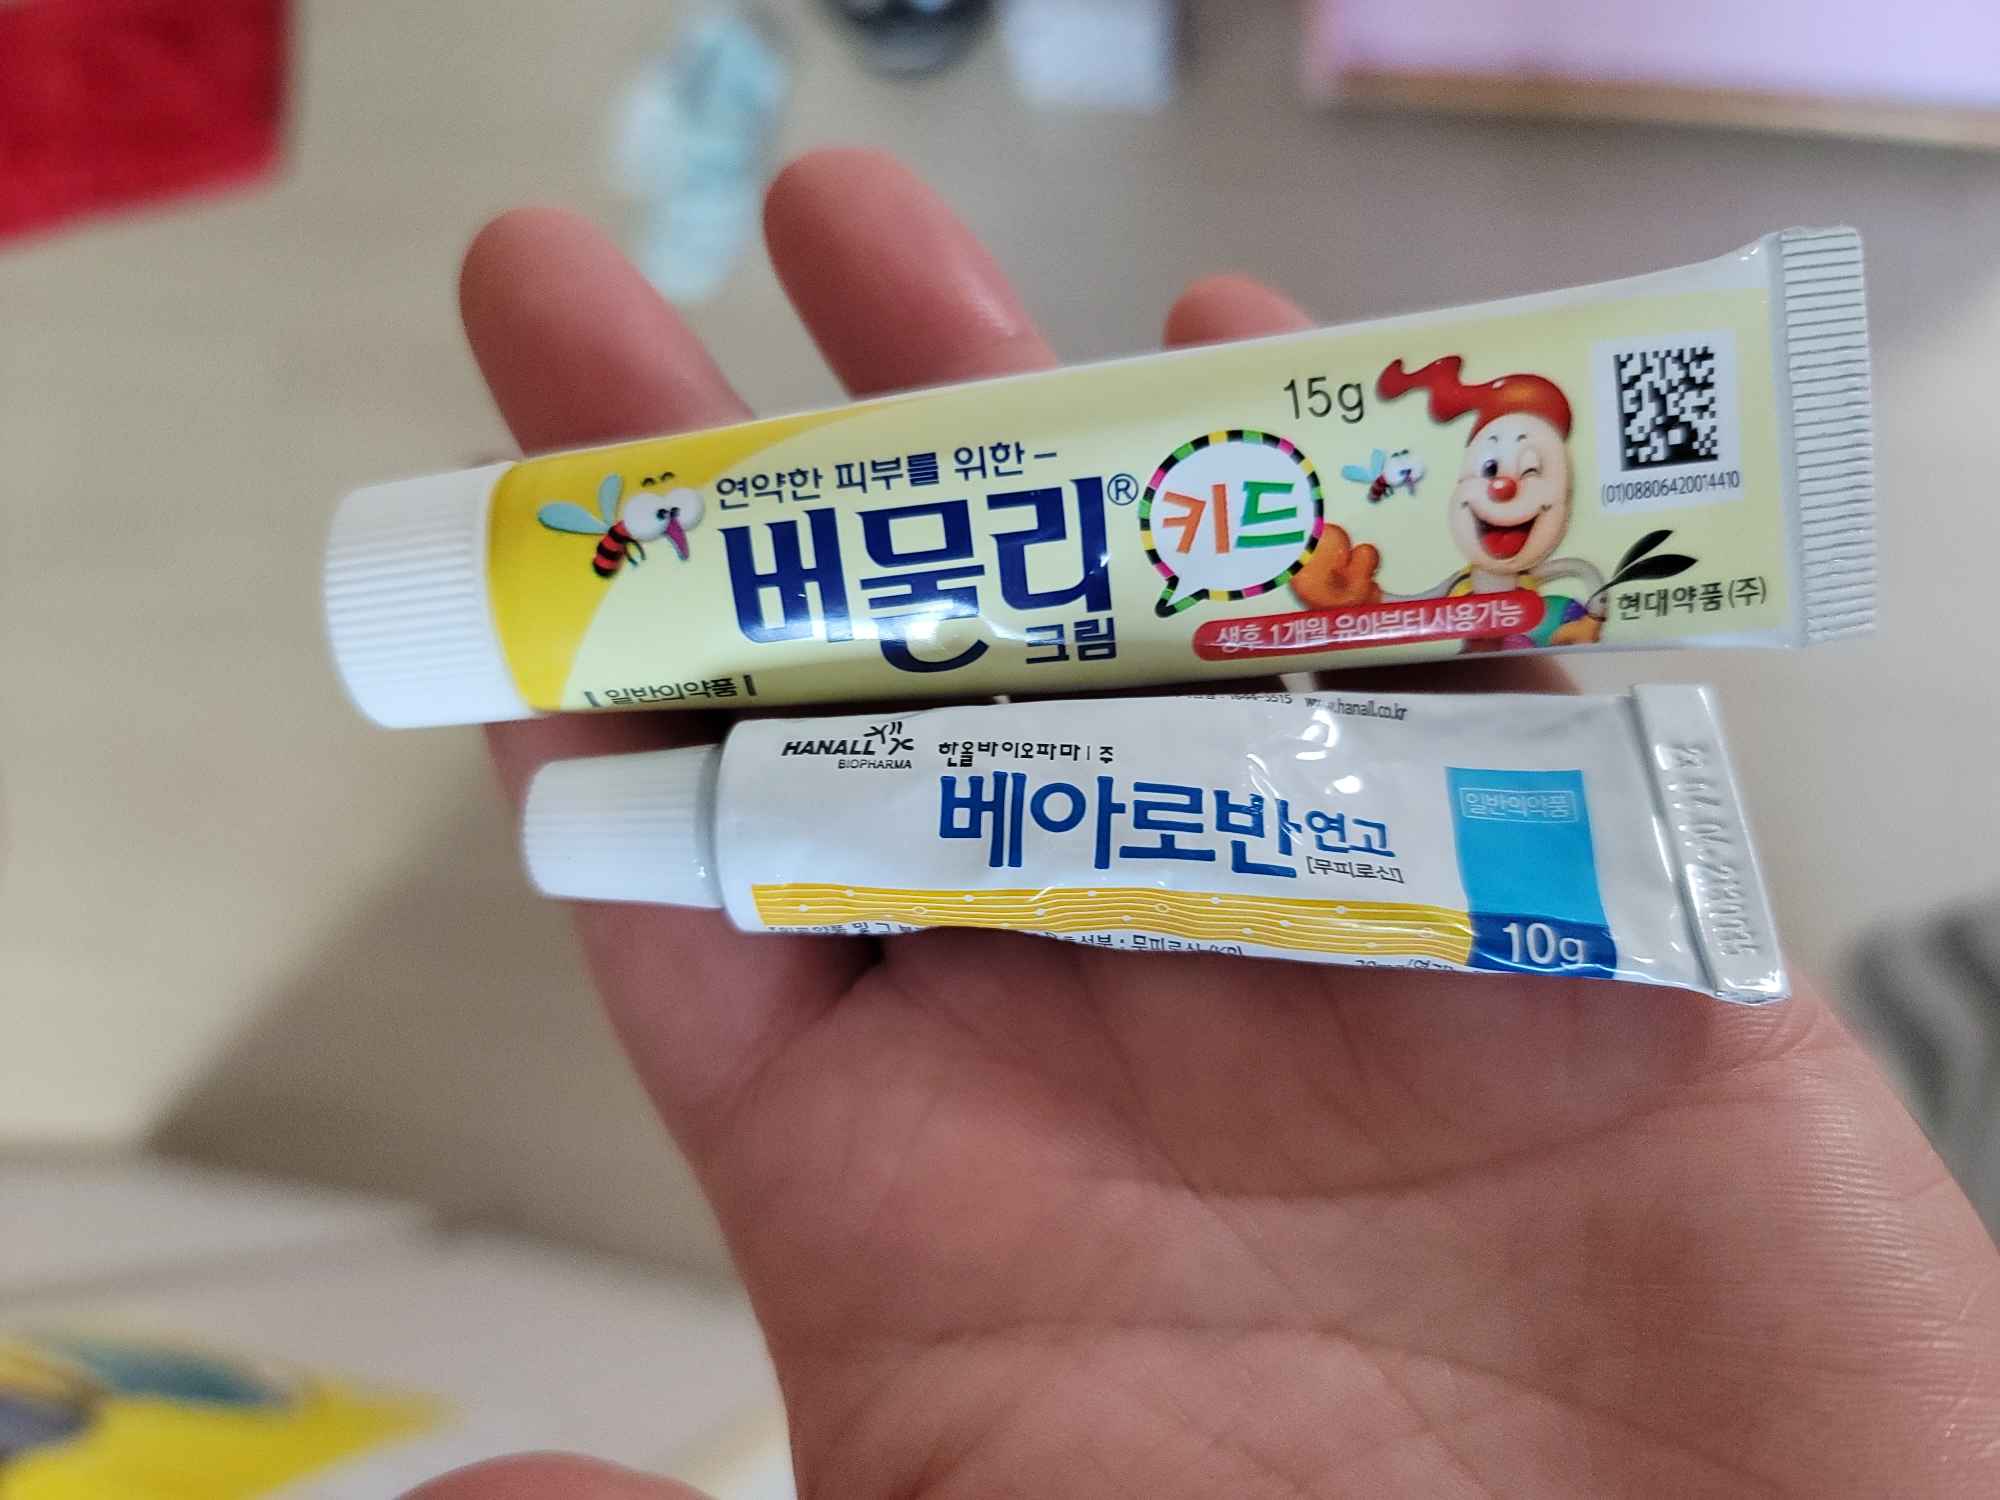 15g
연약한 피부를 위한 –
버물리® 키드
크림
생후 1개월 유아부터 사용가능
일반의약품
(01)08806420014410
현대약품(주)
www.hanall.co.kr
HANALL
BIOPHARMA
한올바이오파마 | 주
베아로반연고
[무피로신]
일반의약품
10g